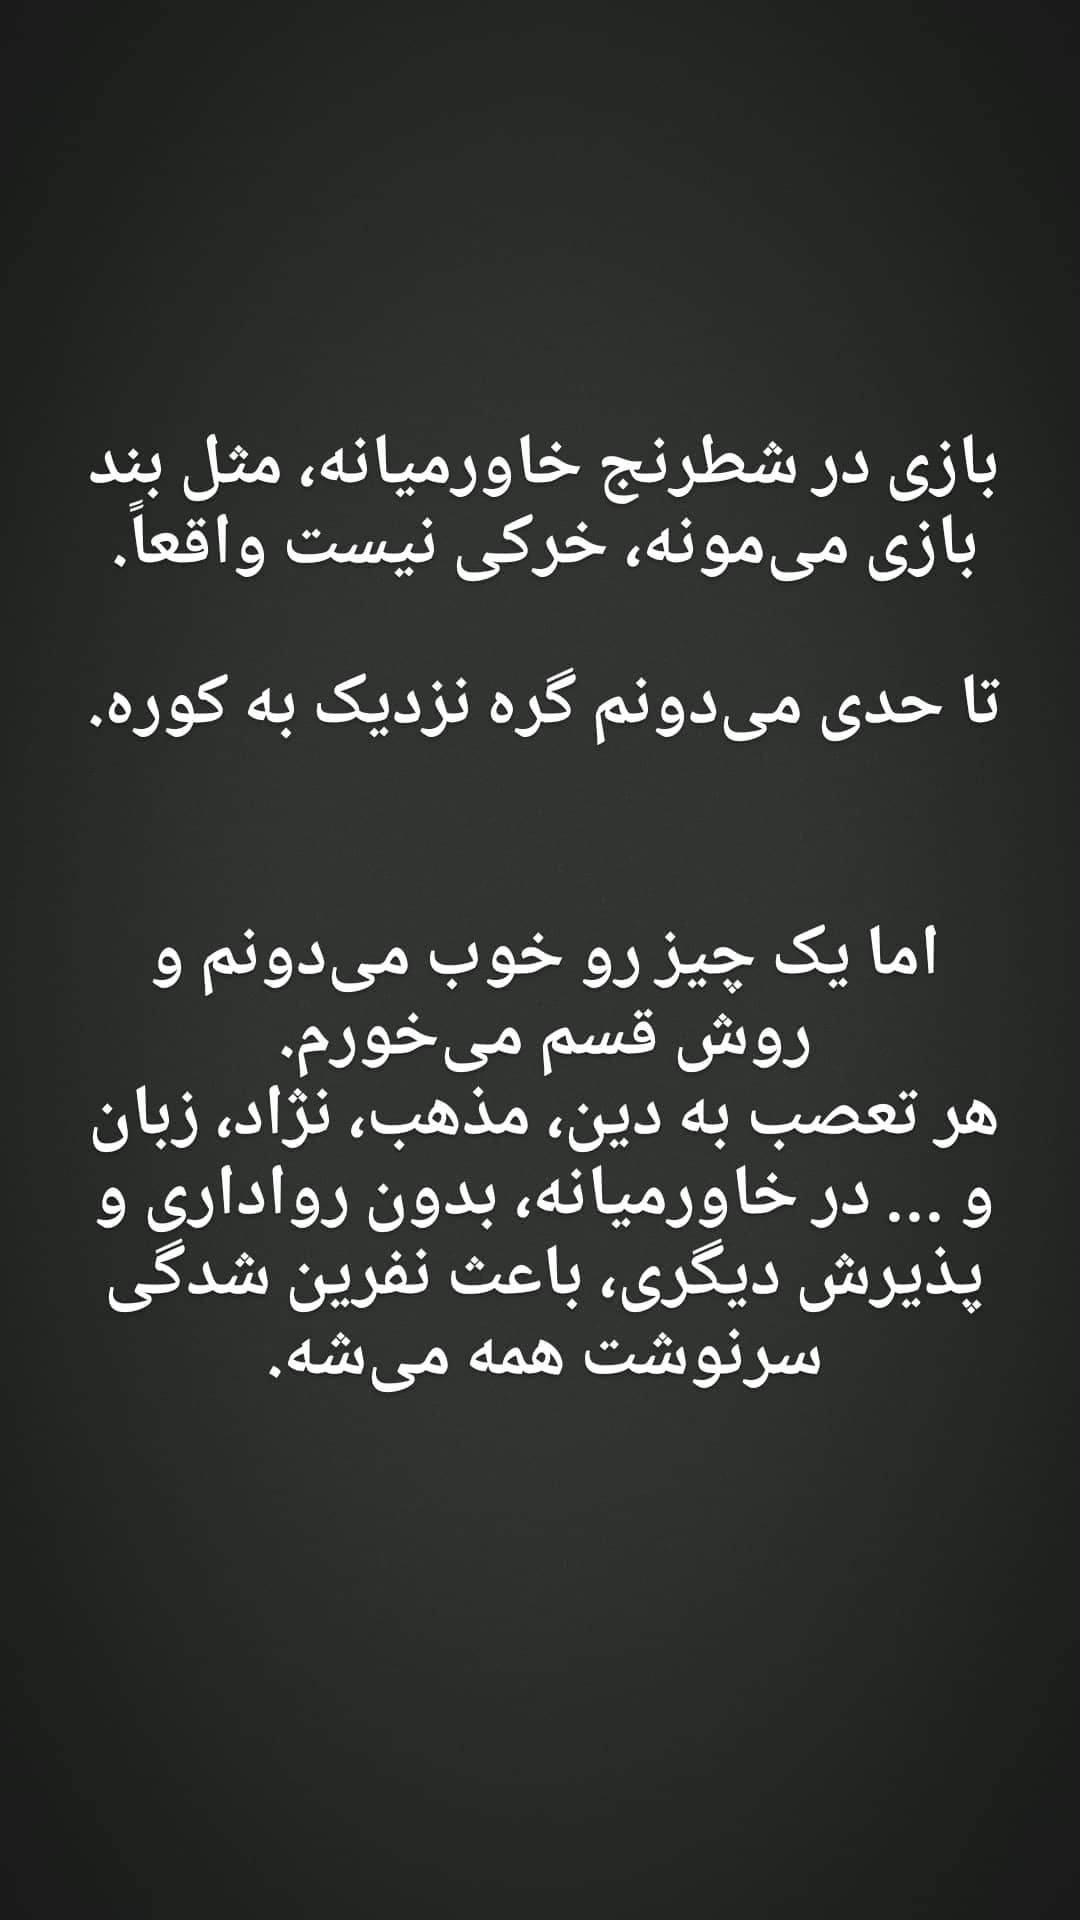 بازی در شطرنج خاورمیانه، مثل بند
بازی می‌مونه، خرکی نیست واقعاً.
تا حدی می‌دونم گره نزدیک به کوره.
اما یک چیز رو خوب می‌دونم و
روش قسم می‌خورم.
هر تعصب به دین، مذهب، نژاد، زبان
و ... در خاورمیانه، بدون رواداری و
پذیرش دیگری، باعث نفرین شدگی
سرنوشت همه می‌شه.